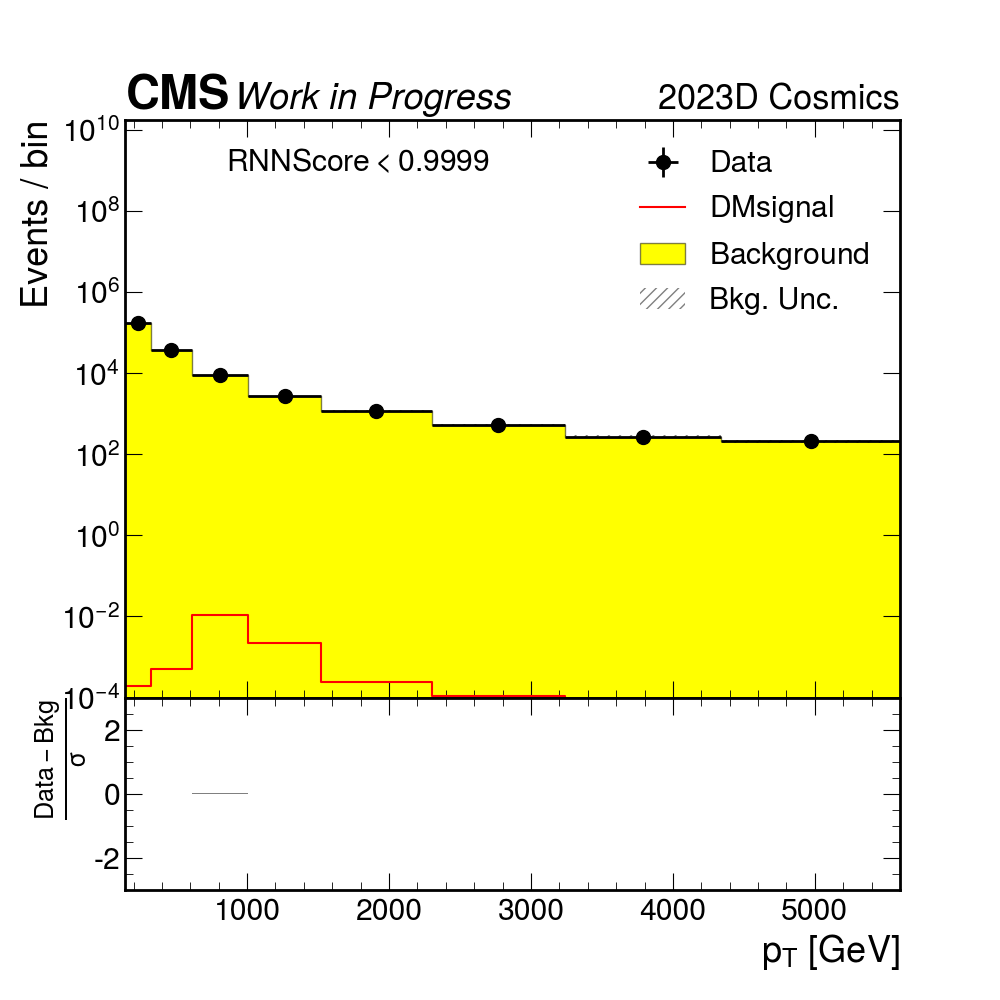 CMS Work in Progress 2023D Cosmics
Events / bin
RNNScore < 0.9999
Data
DMsignal
Background
Bkg. Unc.
10^10
10^8
10^6
10^4
10^2
10^0
10^−2
10^−4
Data − Bkg
σ
2
0
-2
1000 2000 3000 4000 5000
p_T [GeV]